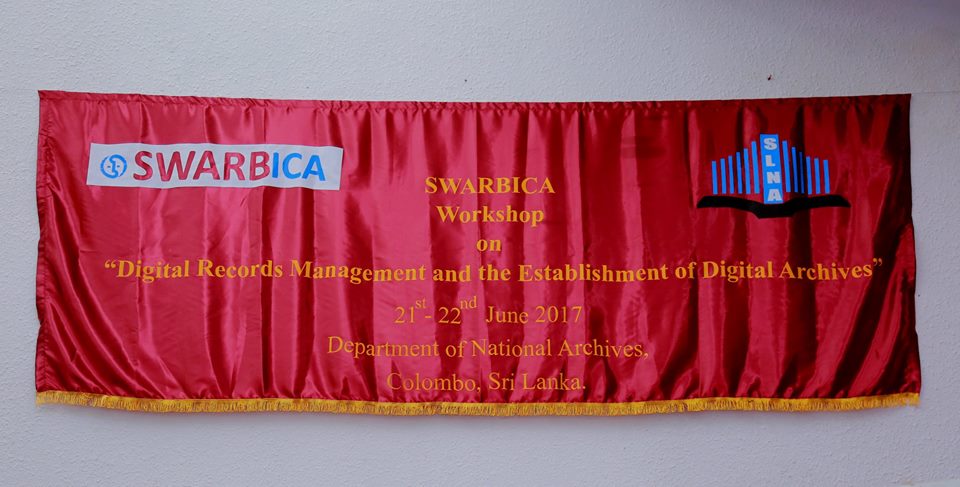 SWARBICA
SLNA
SWARBICA
Workshop
on
“Digital Records Management and the Establishment of Digital Archives”
21st- 22nd June 2017
Department of National Archives,
Colombo, Sri Lanka.